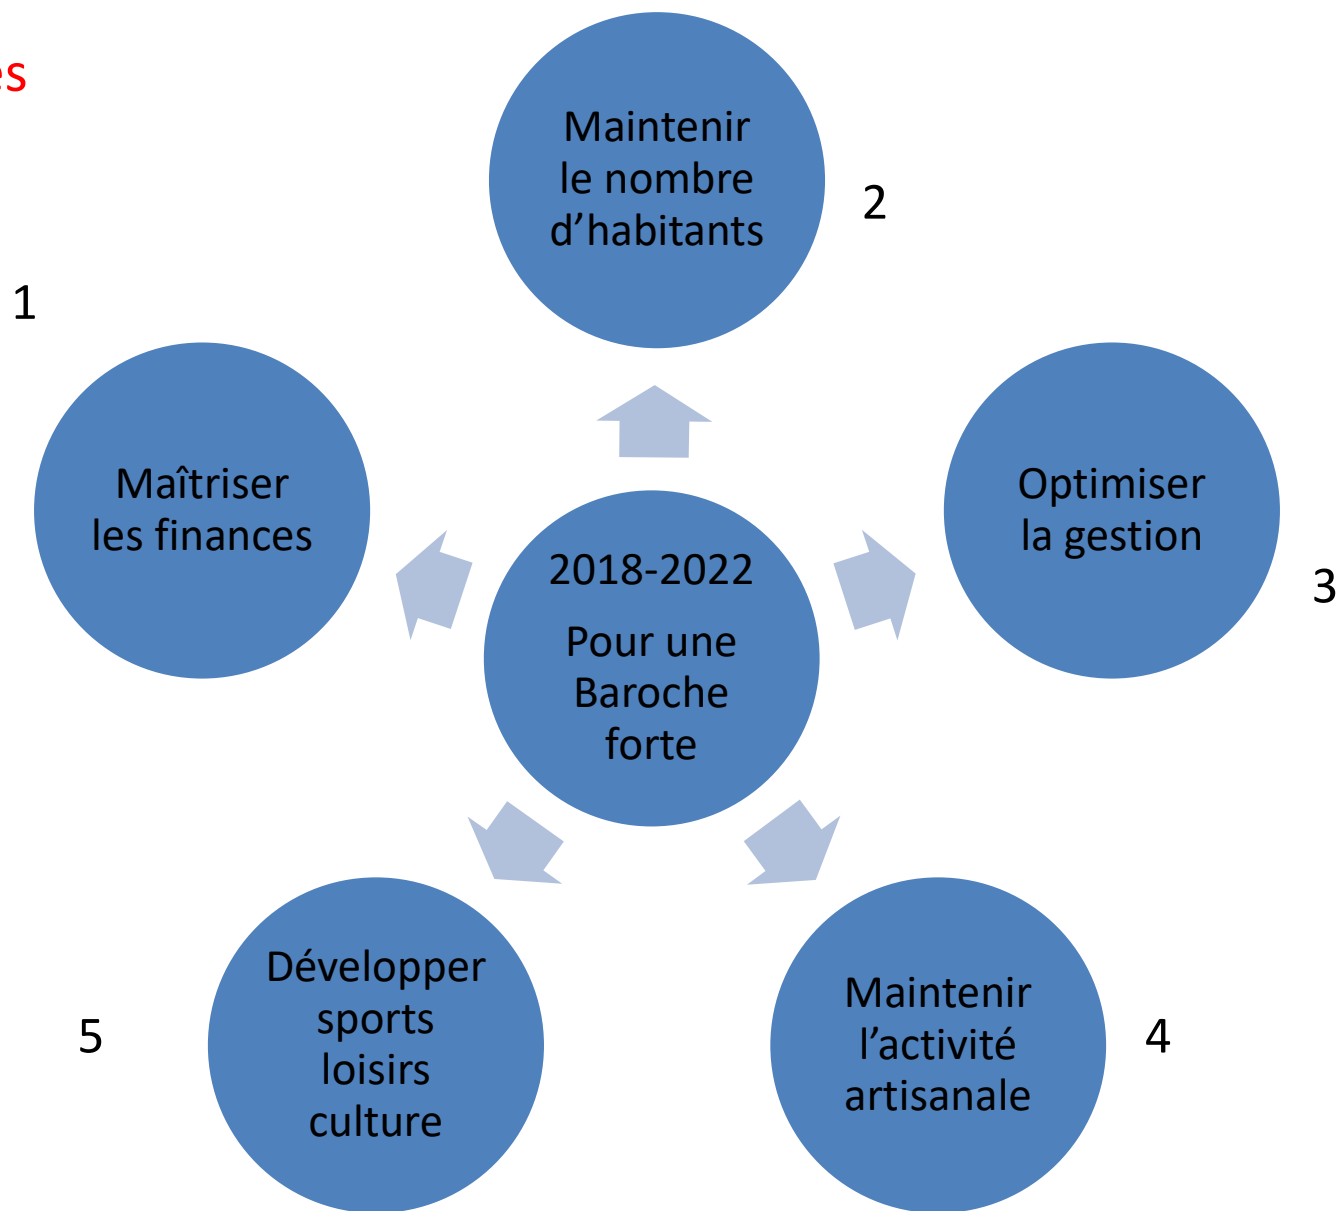 es
1
Maîtriser
les finances
Maintenir
le nombre
d’habitants
2
Optimiser
la gestion
3
2018-2022
Pour une
Baroche
forte
Maintenir
l’activité
artisanale
4
5
Développer
sports
loisirs
culture